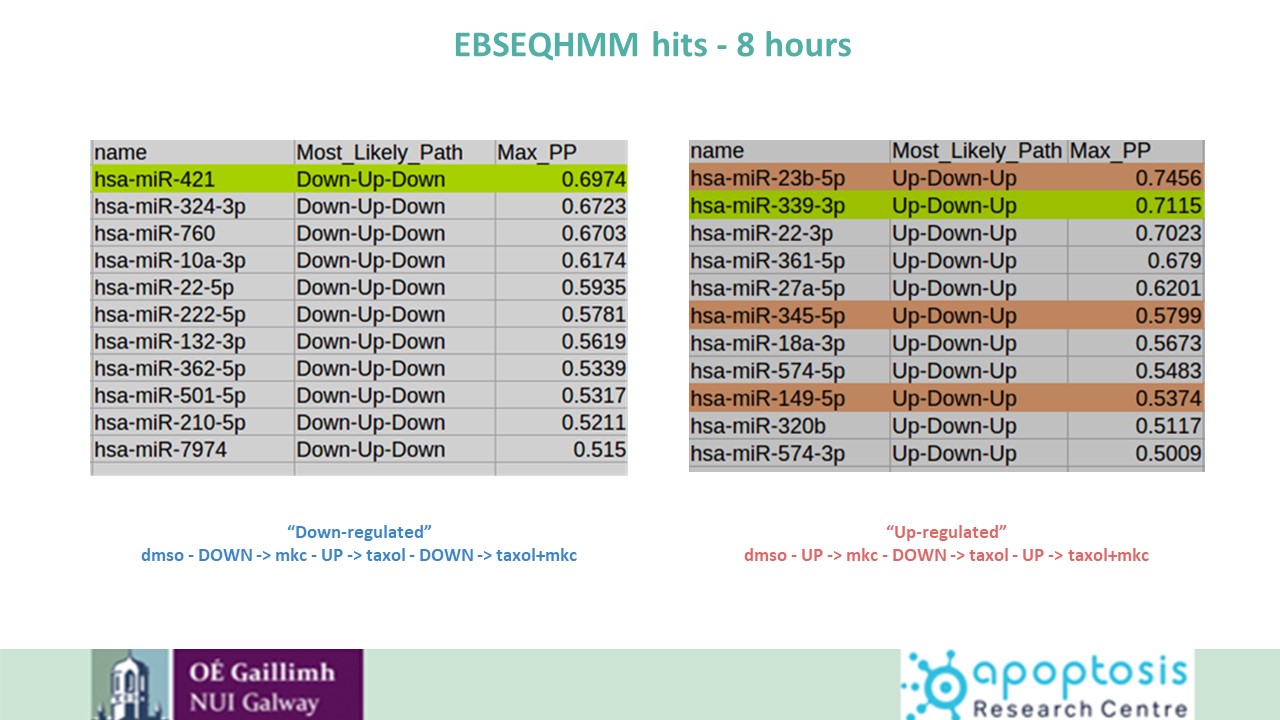 EBSEQHMM hits - 8 hours
name Most_Likely_Path Max_PP
hsa-miR-421 Down-Up-Down 0.6974
hsa-miR-324-3p Down-Up-Down 0.6723
hsa-miR-760 Down-Up-Down 0.6703
hsa-miR-10a-3p Down-Up-Down 0.6174
hsa-miR-22-5p Down-Up-Down 0.5935
hsa-miR-222-5p Down-Up-Down 0.5781
hsa-miR-132-3p Down-Up-Down 0.5619
hsa-miR-362-5p Down-Up-Down 0.5339
hsa-miR-501-5p Down-Up-Down 0.5317
hsa-miR-210-5p Down-Up-Down 0.5211
hsa-miR-7974 Down-Up-Down 0.515
name Most_Likely_Path Max_PP
hsa-miR-23b-5p Up-Down-Up 0.7456
hsa-miR-339-3p Up-Down-Up 0.7115
hsa-miR-22-3p Up-Down-Up 0.7023
hsa-miR-361-5p Up-Down-Up 0.679
hsa-miR-27a-5p Up-Down-Up 0.6201
hsa-miR-345-5p Up-Down-Up 0.5799
hsa-miR-18a-3p Up-Down-Up 0.5673
hsa-miR-574-5p Up-Down-Up 0.5483
hsa-miR-149-5p Up-Down-Up 0.5374
hsa-miR-320b Up-Down-Up 0.5117
hsa-miR-574-3p Up-Down-Up 0.5009
“Down-regulated”
dmso - DOWN -> mkc - UP -> taxol - DOWN -> taxol+mkc
“Up-regulated”
dmso - UP -> mkc - DOWN -> taxol - UP -> taxol+mkc
OÉ Gaillimh
NUI Galway
apoptosis
Research Centre